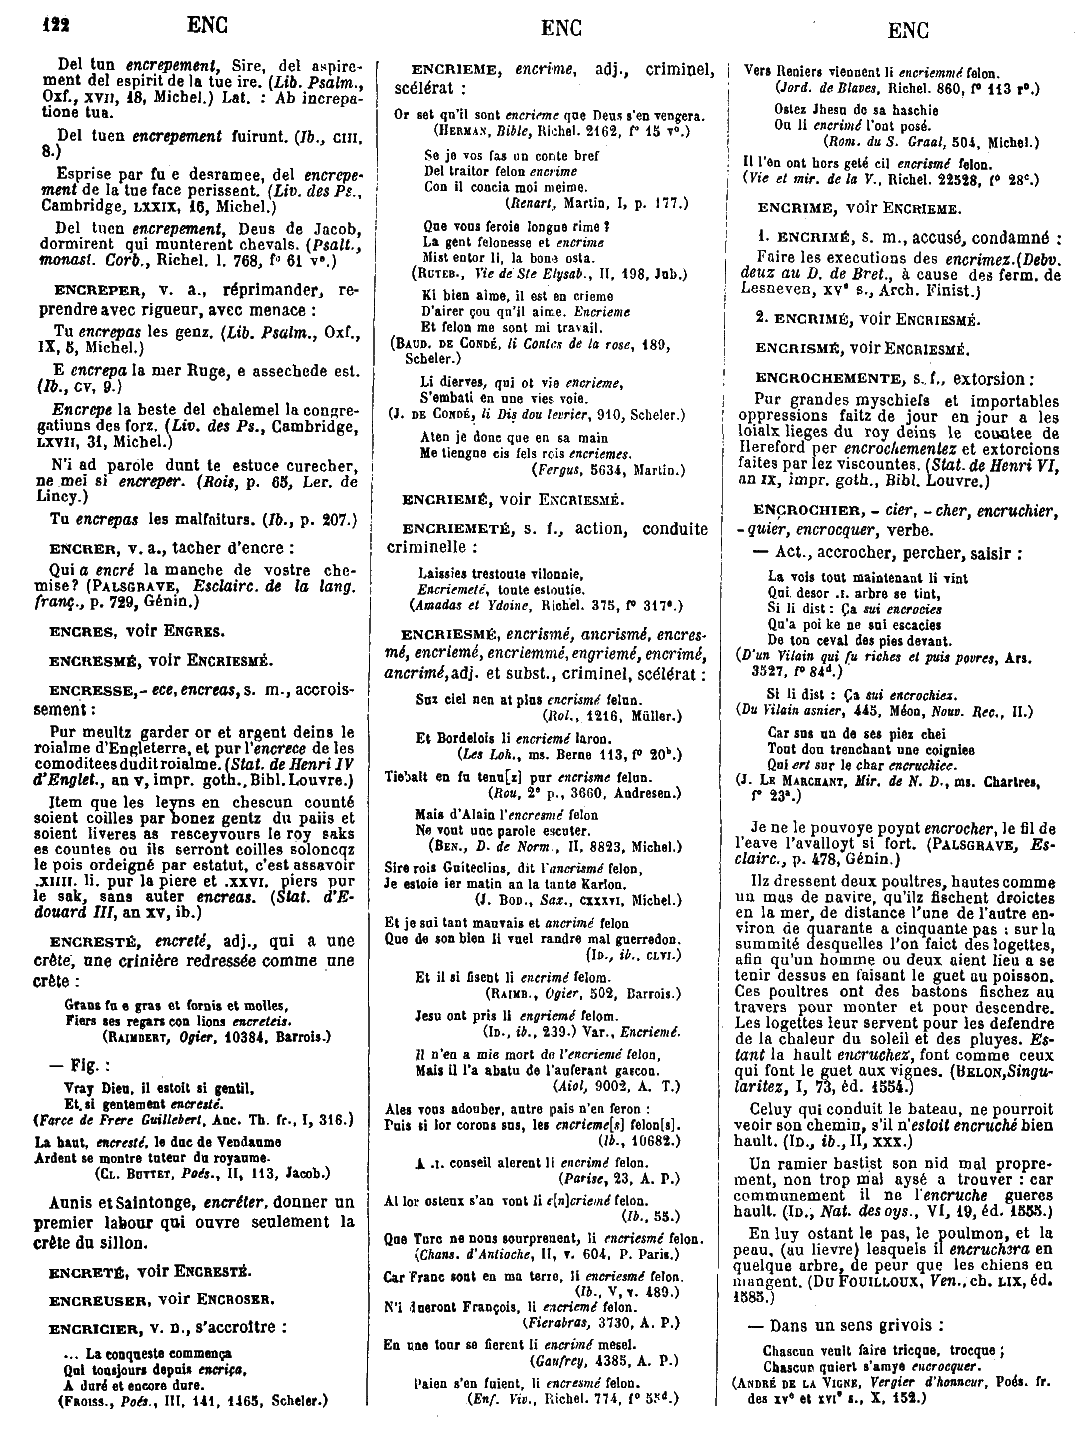 122 ENC ENC ENC
Del tun encrepement, Sire, del aspire-
ment del espirit de la tue ire. (Lib. Psalm.,
Oxf., XVII, 18, Michel.) Lat. : Ab increpa-
tione tua.
Del tuen encrepement fuirunt. (Ib., CIII,
8.)
Esprise par fu e desramee, del encrepe-
ment de la tue face perissent. (Liv. des Ps.,
Cambridge, LXXIX, 16, Michel.)
Del tuen encrepement, Deus de Jacob,
dormirent qui munterent chevals. (Psalt.,
monast. Corb., Richel. l. 768, f° 61 v°.)
ENCREPER, v. a., réprimander, re-
prendre avec rigueur, avec menace :
Tu encrepas les genz. (Lib. Psalm., Oxf.,
IX, 5, Michel.)
E encrepa la mer Ruge, e assechede est.
(Ib., CV, 9.)
Encrepe la beste del chalemel la congre-
gatiuns des forz. (Liv. des Ps., Cambridge,
LXVII, 31, Michel.)
N'i ad parole dunt te estuce curecher,
ne mei si encreper. (Rois, p. 65, Ler. de
Lincy.)
Tu encrepas les malfaiturs. (Ib., p. 207.)
ENCRER, v. a., tacher d'encre :
Qui a encré la manche de vostre che-
mise? (PALSGRAVE, Esclairc. de la lang.
franç., p. 729, Génin.)
ENCRES, voir ENGRES.
ENCRESMÉ, voir ENCRIESMÉ.
ENCRESSE, - ece, encreas, s. m., accrois-
sement :
Pur meultz garder or et argent deins le
roialme d'Engleterre, et pur l'encrece de les
comoditees dudit roialme. (Stat. de Henri IV
d'Englet., an V, impr. goth., Bibl. Louvre.)
Item que les leyns en chescun counté
soient coilles par bonez gentz du paiis et
soient liveres as resceyvours le roy saks
es countes ou ils serront coilles soloncqz
le pois ordeigné par estatut, c'est assavoir
.XIIII. li. pur la piere et .XXVI. piers pur
le sak, sans auter encreas. (Stat. d'E-
douard III, an XV, ib.)
ENCRESTÉ, encreté, adj., qui a une
crête, une crinière redressée comme une
crête :
Grans fu e gras et fornis et molles,
Fiers ses regars con lions encreteis.
(RAIMBERT, Ogier, 10384, Barrois.)
— Fig. :
Vray Dieu, il estoit si gentil,
Et si gentement encresté.
(Farce de Frere Guillebert, Anc. Th. fr., I, 316.)
La haut, encresté, le duc de Vendaume
Ardent se montre tuteur du royaume.
(CL. BUTTET, Poés., II, 113, Jacob.)
Aunis et Saintonge, encréter, donner un
premier labour qui ouvre seulement la
crête du sillon.
ENCRETÉ, voir ENCRESTÉ.
ENCREUSER, voir ENCROSER.
ENCRICIER, v. n., s'accroître :
... La conqueste commença
Qui tousjours depuis encriça,
A duré et encore dure.
(FROISS., Poés., III, 141, 1465, Scheler.)
ENCRIEME, encrime, adj., criminel,
scélérat :
Or set qu'il sont encrieme que Deus s'en vengera.
(HERMAN, Bible, Richel. 2162, f° 15 v°.)
Se je vos fas un conte bref
Del traitor felon encrime
Con il concia moi meime.
(Renart, Martin, I, p. 177.)
Que vous feroie longue rime ?
La gent felonesse et encrime
Mist entor li, la bone osta.
(RUTEB., Vie de Ste Elysab., II, 198, Jub.)
Ki bien aime, il est en crieme
D'airer çou qu'il aime. Encrieme
Et felon me sont mi travail.
(BAUD. DE CONDÉ, li Contes de la rose, 189,
Scheler.)
Li dierves, qui ot vie encrieme,
S'embati en une vies voie.
(J. DE CONDÉ, li Dis dou levrier, 910, Scheler.)
Aten je donc que en sa main
Me tiengne cis fels rois encriemes.
(Fergus, 5634, Martin.)
ENCRIEMÉ, voir ENCRIESMÉ.
ENCRIEMETÉ, s. f., action, conduite
criminelle :
Laissies trestoute vilonnie,
Encriemeté, toute estoutie.
(Amadas et Ydoine, Richel. 375, f° 317ª.)
ENCRIESMÉ, encrismé, ancrismé, encres-
mé, encriemé, encriemmé, engriemé, encrimé,
ancrimé, adj. et subst., criminel, scélérat :
Suz ciel nen at plus encrismé felun.
(Rol., 1216, Müller.)
Et Bordelois li encriemé laron.
(Les Loh., ms. Berne 113, f° 20ᵇ.)
Tiebalt en fu tenu[z] pur encrisme felun.
(Rou, 2ᵉ p., 3660, Andresen.)
Mais d'Alain l'encresmé felon
Ne vout une parole escuter.
(BEN., D. de Norm., II, 8823, Michel.)
Sire rois Guiteclins, dit l'ancrismé felon,
Je estoie ier matin an la tante Karlon.
(J. BOD., Sax., CXXXVI, Michel.)
Et je sui tant mauvais et ancrimé felon
Que de son bien li vuel randre mal guerredon.
(ID., ib., CLVI.)
Et il si fisent li encrimé felom.
(RAIMB., Ogier, 502, Barrois.)
Jesu ont pris li engriemé felom.
(ID., ib., 239.) Var., Encriemé.
Il n'en a mie mort de l'encriemé felon,
Mais il l'a abatu de l'auferant gascon.
(Aiol, 9002, A. T.)
Ales vous adouber, autre pais n'en feron :
Puis si lor corons sus, les encrieme[s] felon[s].
(Ib., 10682.)
A .I. conseil alerent li encrimé felon.
(Parise, 23, A. P.)
Al lor osteux s'an vont li e[n]criemé felon.
(Ib., 55.)
Que Turc ne nous sourprenent, li encriesmé felon.
(Chans. d'Antioche, II, v. 604, P. Paris.)
Car Franc sont en ma terre, li encriesmé felon.
(Ib., V, v. 489.)
N'i dueront François, li encriemé felon.
(Fierabras, 3730, A. P.)
En une tour se fierent li encrimé mesel.
(Gaufrey, 4385, A. P.)
Paien s'en fuient, li encresmé felon.
(Enf. Viv., Richel. 774, f° 55ᵈ.)
Vers Reniers viennent li encriemmé felon.
(Jord. de Blaves, Richel. 860, f° 113 r°.)
Ostez Jhesu do sa haschie
Ou li encrimé l'ont posé.
(Rom. du S. Graal, 504, Michel.)
Il l'en ont hors geté cil encrismé felon.
(Vie et mir. de la V., Richel. 22528, f° 28ᶜ.)
ENCRIME, voir ENCRIEME.
1. ENCRIMÉ, s. m., accusé, condamné :
Faire les executions des encrimez. (Debv.
deuz au D. de Bret., à cause des ferm. de
Lesneven, XVᵉ s., Arch. Finist.)
2. ENCRIMÉ, voir ENCRIESMÉ.
ENCRISMÉ, voir ENCRIESMÉ.
ENCROCHEMENTE, s. f., extorsion :
Pur grandes myschiefs et importables
oppressions faitz de jour en jour a les
loialx lieges du roy deins le countee de
Hereford per encrochementez et extorcions
faites par lez viscountes. (Stat. de Henri VI,
an IX, impr. goth., Bibl. Louvre.)
ENCROCHIER, - cier, - cher, encruchier,
- quier, encrocquer, verbe.
— Act., accrocher, percher, saisir :
La vois tout maintenant li vint
Qui desor .I. arbre se tint,
Si li dist : Ça sui encrocies
Qu'a poi ke ne sui escacies
De ton ceval des pies devant.
(D'un Vilain qui fu riches et puis povres, Ars.
3527, f° 84ᵈ.)
Si li dist : Ça sui encrochiez.
(Du Vilain asnier, 445, Méon, Nouv. Rec., II.)
Car sus un de ses piez chei
Tout dou trenchant une coigniee
Qui ert sur le char encruchiee.
(J. LE MARCHANT, Mir. de N. D., ms. Chartres,
f° 23ª.)
Je ne le pouvoye poynt encrocher, le fil de
l'eave l'avalloyt si fort. (PALSGRAVE, Es-
clairc., p. 478, Génin.)
Ilz dressent deux poultres, hautes comme
un mas de navire, qu'ilz fischent droictes
en la mer, de distance l'une de l'autre en-
viron de quarante a cinquante pas : sur la
summité desquelles l'on faict des logettes,
afin qu'un homme ou deux aient lieu a se
tenir dessus en faisant le guet au poisson.
Ces poultres ont des bastons fischez au
travers pour monter et pour descendre.
Les logettes leur servent pour les defendre
de la chaleur du soleil et des pluyes. Es-
tant la hault encruchez, font comme ceux
qui font le guet aux vignes. (BELON, Singu-
laritez, I, 73, éd. 1554.)
Celuy qui conduit le bateau, ne pourroit
veoir son chemin, s'il n'estoit encruché bien
hault. (ID., ib., II, XXX.)
Un ramier bastist son nid mal propre-
ment, non trop mal aysé a trouver : car
communement il ne l'encruche gueres
hault. (ID., Nat. des oys., VI, 19, éd. 1555.)
En luy ostant le pas, le poulmon, et la
peau, (au lievre) lesquels il encruchera en
quelque arbre, de peur que les chiens en
mangent. (DU FOUILLOUX, Ven., ch. LIX, éd.
1585.)
— Dans un sens grivois :
Chascun veult faire tricque, trocque ;
Chascun quiert s'amye encrocquer.
(ANDRÉ DE LA VIGNE, Vergier d'honneur, Poés. fr.
des XVᵉ et XVIᵉ s., X, 152.)